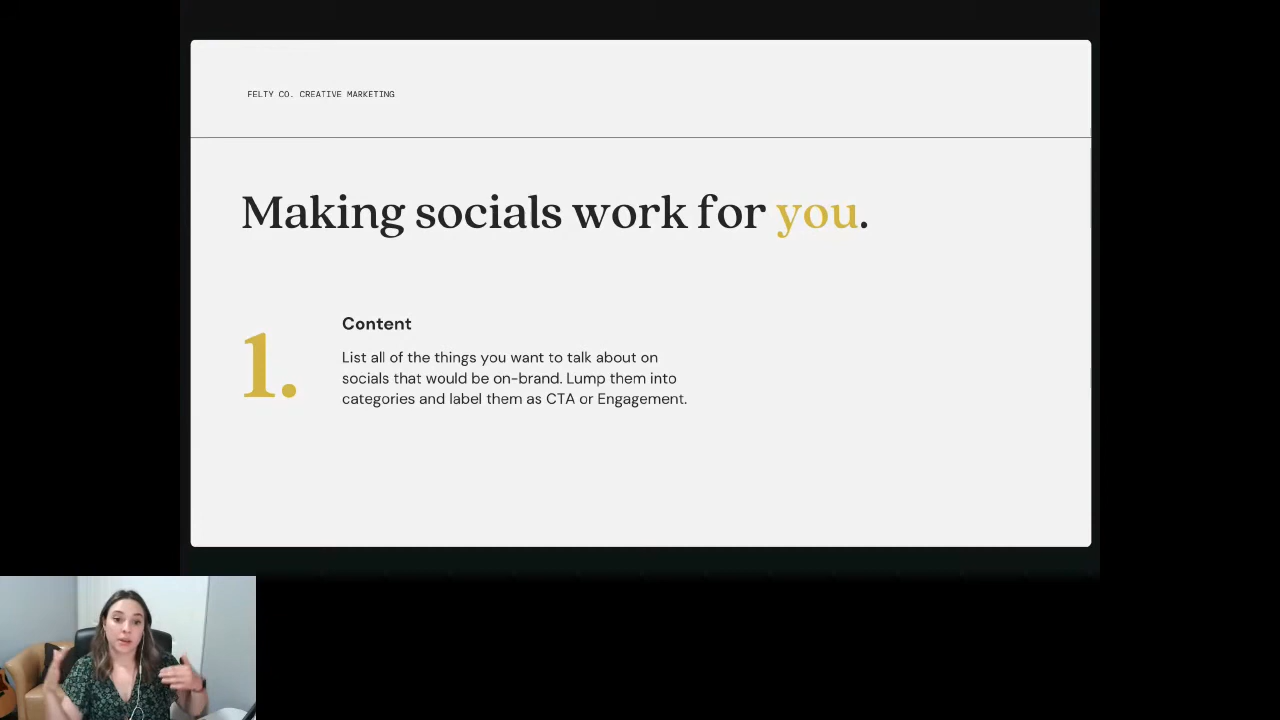 FELTY CO. CREATIVE MARKETING
Making socials work for you.
1.
Content
List all of the things you want to talk about on
socials that would be on-brand. Lump them into
categories and label them as CTA or Engagement.